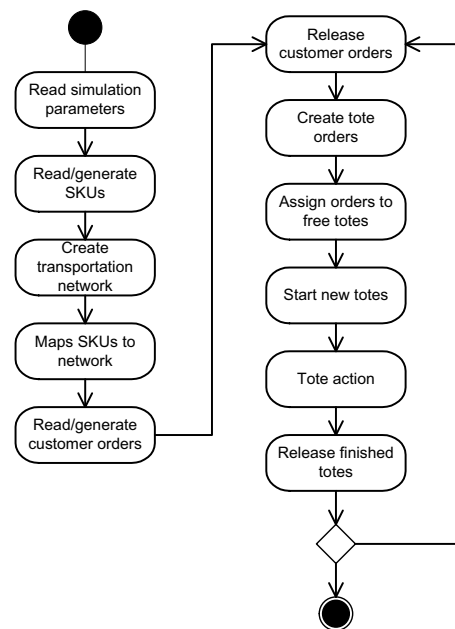 Read simulation
parameters
Read/generate
SKUs
Create
transportation
network
Maps SKUs to
network
Read/generate
customer orders
Release
customer orders
Create tote
orders
Assign orders to
free totes
Start new totes
Tote action
Release finished
totes